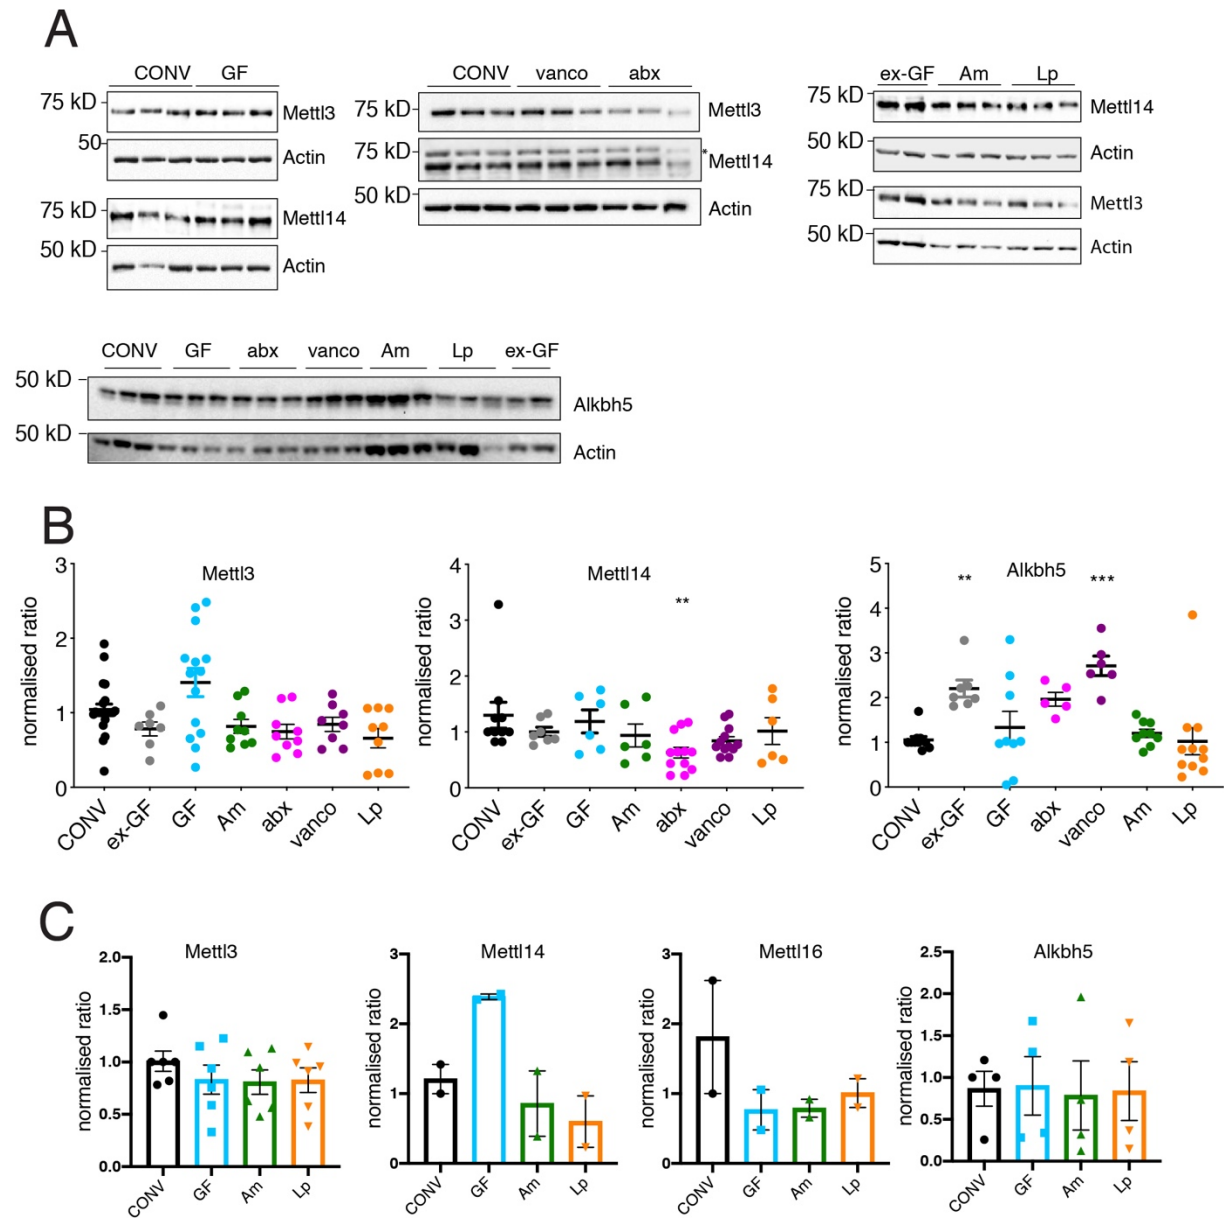 A
CONV GF
75 kD
Mettl3
50
Actin
75 kD
Mettl14
50 kD
Actin
CONV vanco abx
75 kD
Mettl3
75 kD
*
Mettl14
50 kD
Actin
ex-GF Am Lp
75 kD
Mettl14
50 kD
Actin
75 kD
Mettl3
50 kD
Actin
CONV GF abx vanco Am Lp ex-GF
50 kD
Alkbh5
50 kD
Actin
B
Mettl3
normalised ratio
3
2
1
0
CONV ex-GF GF Am abx vanco Lp
Mettl14
normalised ratio
4
3
2
1
0
**
CONV ex-GF GF Am abx vanco Lp
Alkbh5
normalised ratio
5
4
3
2
1
0
** ***
CONV ex-GF GF abx vanco Am Lp
C
Mettl3
normalised ratio
2.0
1.5
1.0
0.5
0.0
CONV GF Am Lp
Mettl14
normalised ratio
3
2
1
0
CONV GF Am Lp
Mettl16
normalised ratio
3
2
1
0
CONV GF Am Lp
Alkbh5
normalised ratio
2.5
2.0
1.5
1.0
0.5
0.0
CONV GF Am Lp